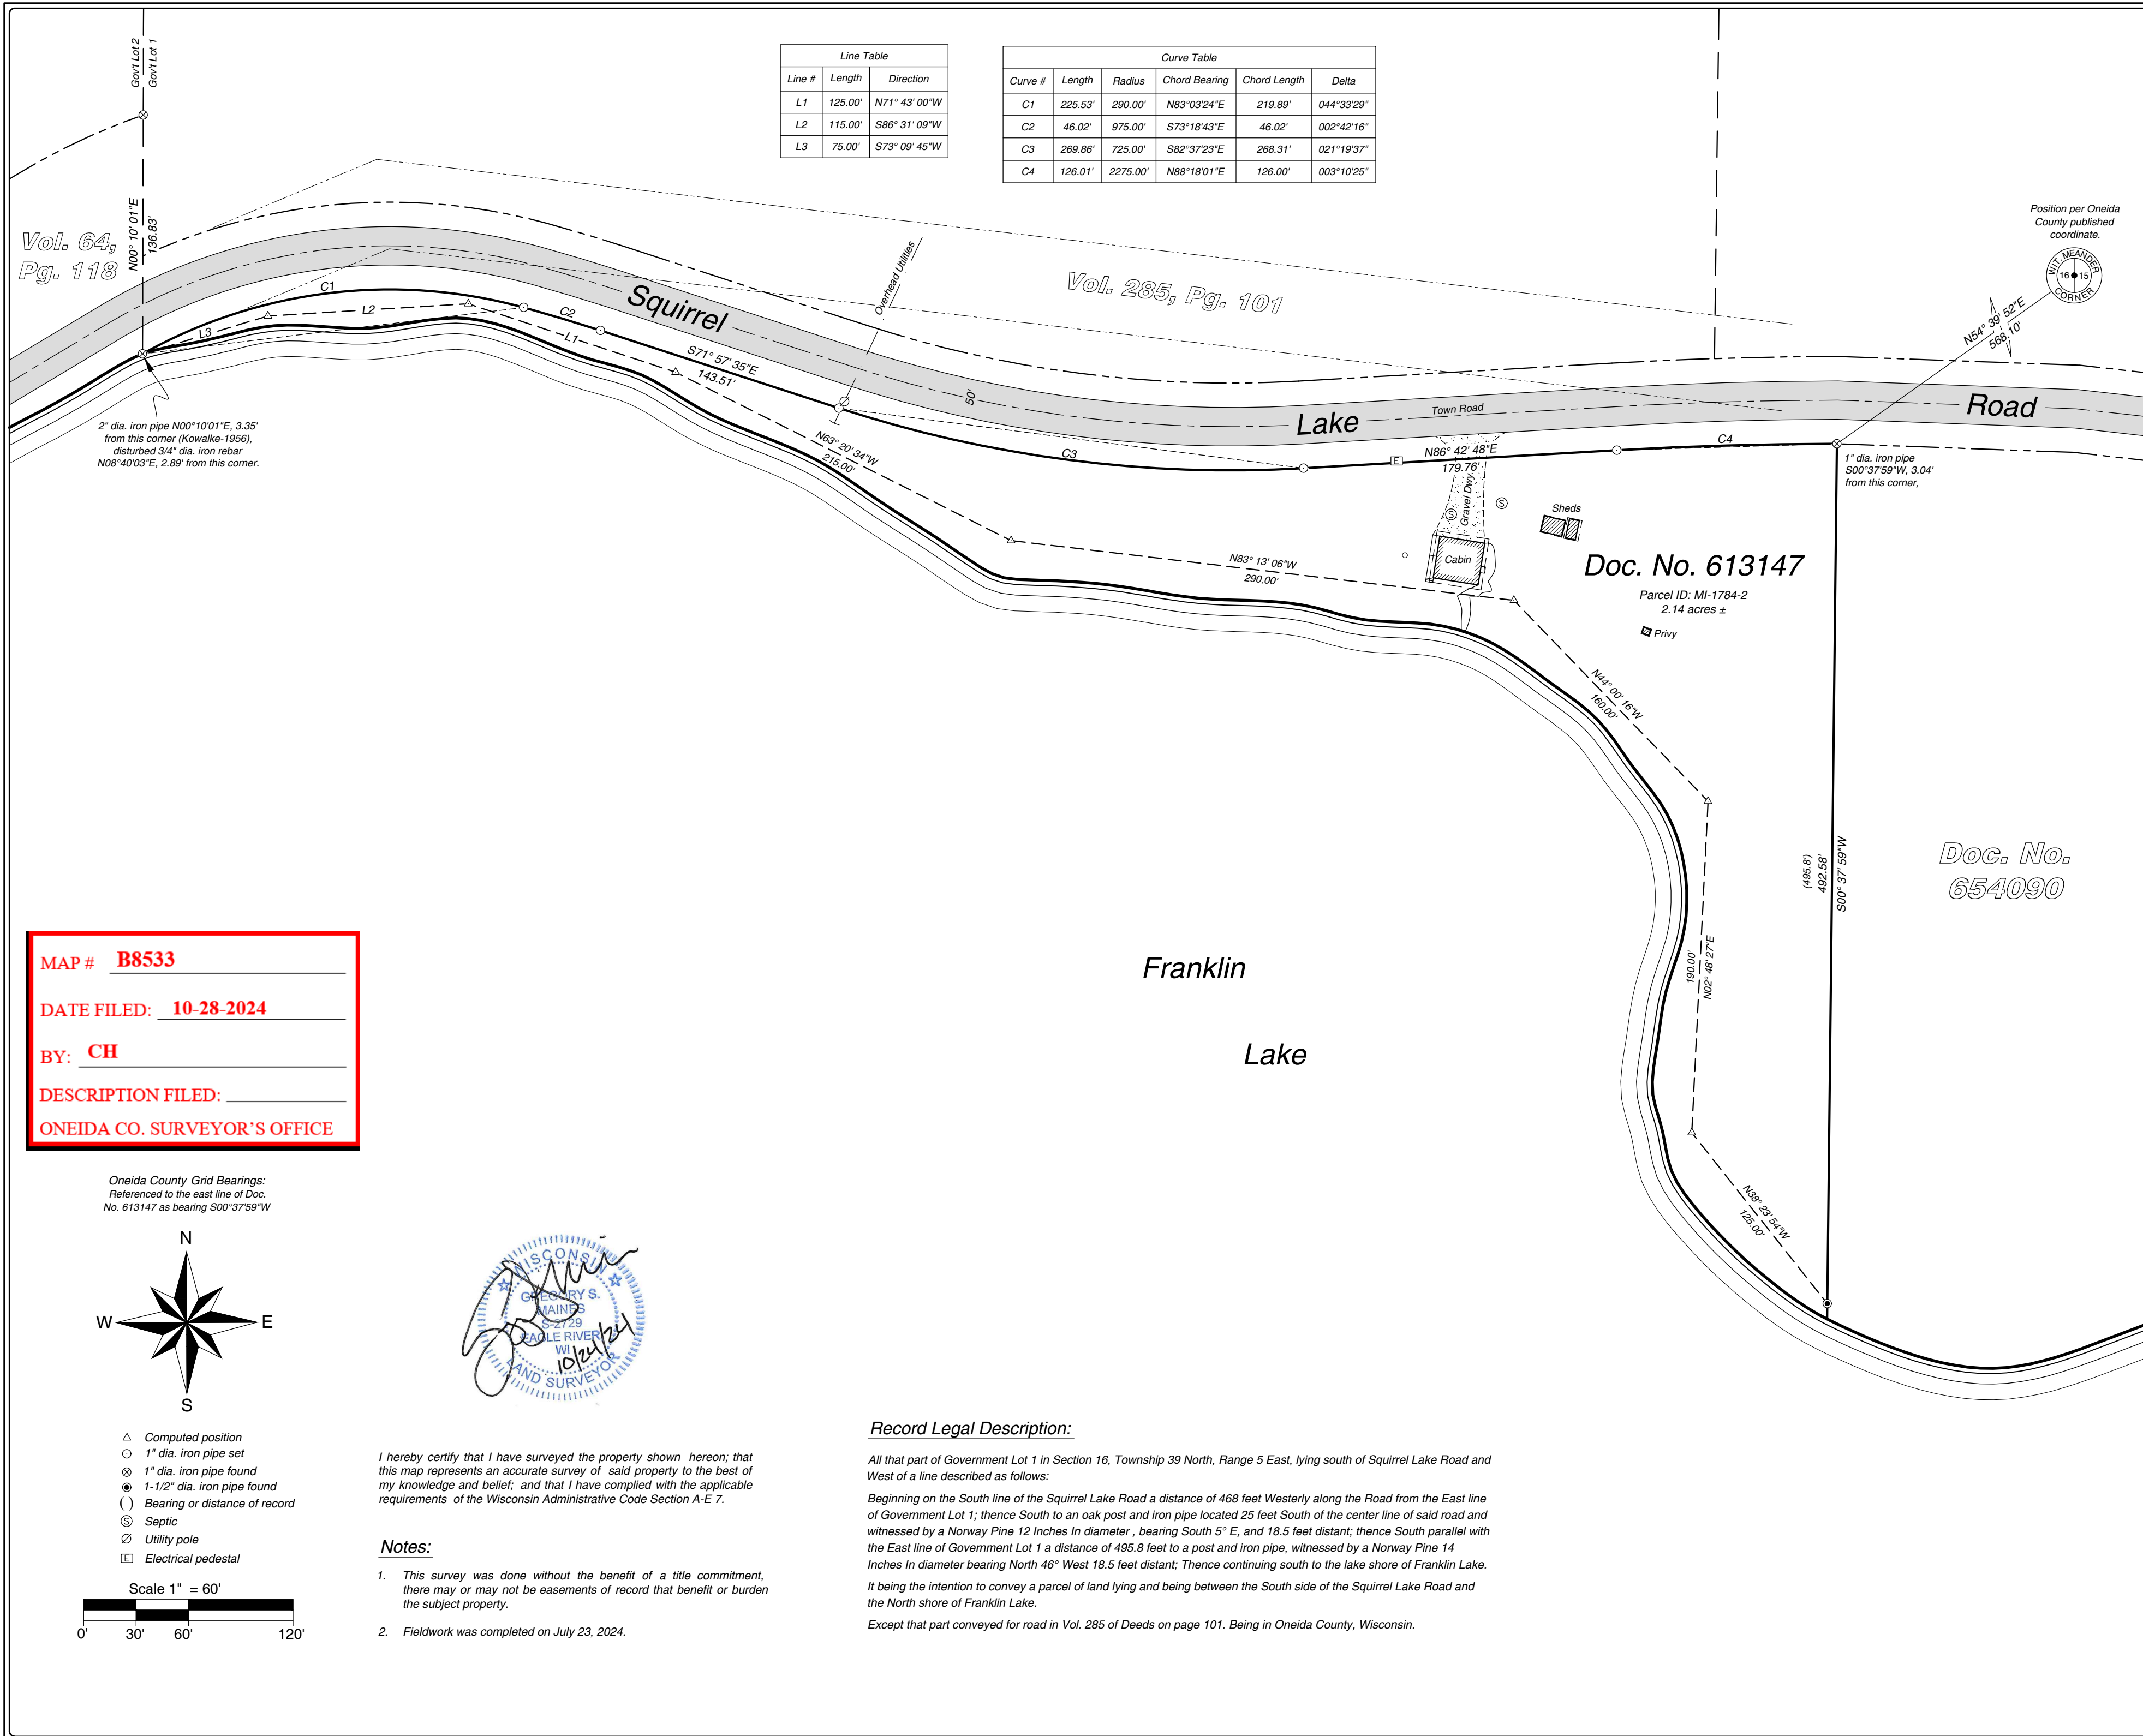 Gov't Lot 2
Gov't Lot 1
N00° 10' 01"E
136.83'
Vol. 64,
Pg. 118
Line Table
Line # Length Direction
L1 125.00' N71° 43' 00"W
L2 115.00' S86° 31' 09"W
L3 75.00' S73° 09' 45"W
Curve Table
Curve # Length Radius Chord Bearing Chord Length Delta
C1 225.53' 290.00' N83°03'24"E 219.89' 044°33'29"
C2 46.02' 975.00' S73°18'43"E 46.02' 002°42'16"
C3 269.86' 725.00' S82°37'23"E 268.31' 021°19'37"
C4 126.01' 2275.00' N88°18'01"E 126.00' 003°10'25"
Position per Oneida
County published
coordinate.
WIT. MEANDER
16 15
CORNER
N54° 39' 52"E
568.10'
Overhead Utilities
Vol. 285, Pg. 101
C1
L2
L3
C2
L1
Squirrel
S71° 57' 35"E
143.51'
50'
Lake
Town Road
Road
C3
E
N86° 42' 48"E
179.76'
C4
1" dia. iron pipe
S00°37'59"W, 3.04'
from this corner,
2" dia. iron pipe N00°10'01"E, 3.35'
from this corner (Kowalke-1956),
disturbed 3/4" dia. iron rebar
N08°40'03"E, 2.89' from this corner.
N63° 20' 34"W
215.00'
Gravel Dwy
S
S
Sheds
Cabin
N83° 13' 06"W
290.00'
Doc. No. 613147
Parcel ID: MI-1784-2
2.14 acres ±
Privy
N44° 00' 16"W
160.00'
(495.8')
492.58'
S00° 37' 59"W
Doc. No.
654090
190.00'
N02° 48' 27"E
N38° 23' 54"W
125.00'
Franklin
Lake
MAP # B8533
DATE FILED: 10-28-2024
BY: CH
DESCRIPTION FILED:
ONEIDA CO. SURVEYOR'S OFFICE
Oneida County Grid Bearings:
Referenced to the east line of Doc.
No. 613147 as bearing S00°37'59"W
N
W E
S
WISCONSIN
GREGORY S.
MAINES
S-2729
EAGLE RIVER
WI
10/24/24
LAND SURVEYOR
Computed position
1" dia. iron pipe set
1" dia. iron pipe found
1-1/2" dia. iron pipe found
( ) Bearing or distance of record
S Septic
Utility pole
E Electrical pedestal
Scale 1" = 60'
0' 30' 60' 120'
I hereby certify that I have surveyed the property shown hereon; that
this map represents an accurate survey of said property to the best of
my knowledge and belief; and that I have complied with the applicable
requirements of the Wisconsin Administrative Code Section A-E 7.
Notes:
1. This survey was done without the benefit of a title commitment,
there may or may not be easements of record that benefit or burden
the subject property.
2. Fieldwork was completed on July 23, 2024.
Record Legal Description:
All that part of Government Lot 1 in Section 16, Township 39 North, Range 5 East, lying south of Squirrel Lake Road and
West of a line described as follows:
Beginning on the South line of the Squirrel Lake Road a distance of 468 feet Westerly along the Road from the East line
of Government Lot 1; thence South to an oak post and iron pipe located 25 feet South of the center line of said road and
witnessed by a Norway Pine 12 Inches In diameter , bearing South 5° E, and 18.5 feet distant; thence South parallel with
the East line of Government Lot 1 a distance of 495.8 feet to a post and iron pipe, witnessed by a Norway Pine 14
Inches In diameter bearing North 46° West 18.5 feet distant; Thence continuing south to the lake shore of Franklin Lake.
It being the intention to convey a parcel of land lying and being between the South side of the Squirrel Lake Road and
the North shore of Franklin Lake.
Except that part conveyed for road in Vol. 285 of Deeds on page 101. Being in Oneida County, Wisconsin.